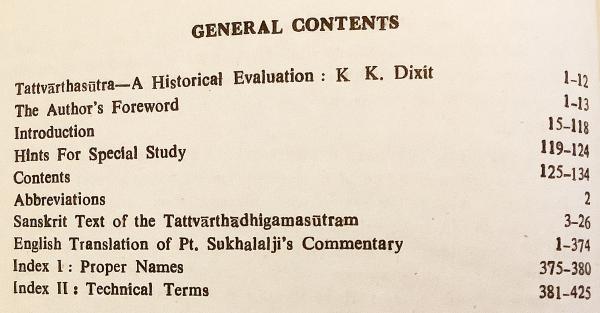 GENERAL CONTENTS
Tattvārthasūtra—A Historical Evaluation : K K. Dixit 1-12
The Author's Foreword 1-13
Introduction 15-118
Hints For Special Study 119-124
Contents 125-134
Abbreviations 2
Sanskrit Text of the Tattvārthādhigamasūtram 3-26
English Translation of Pt. Sukhalalji's Commentary 1-374
Index I : Proper Names 375-380
Index II : Technical Terms 381-425